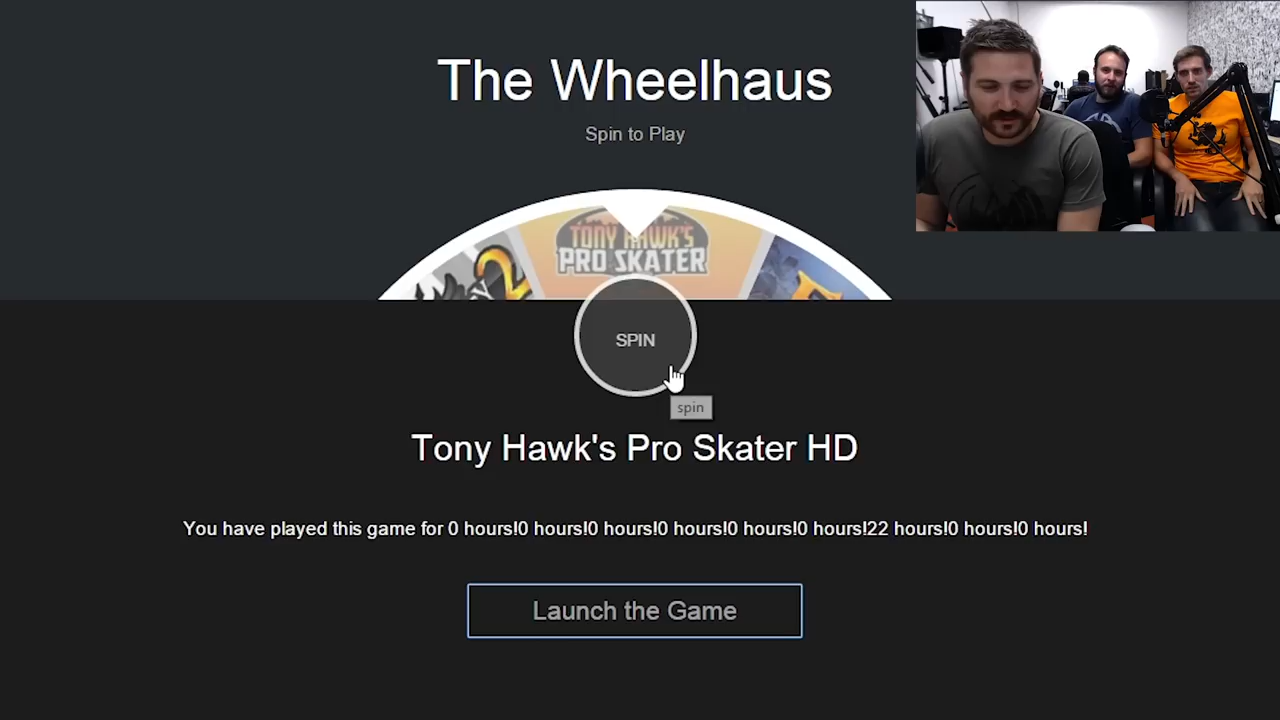 The Wheelhaus
Spin to Play
TONY HAWK'S
PRO SKATER
2
SPIN
spin
Tony Hawk's Pro Skater HD
You have played this game for 0 hours!0 hours!0 hours!0 hours!0 hours!0 hours!22 hours!0 hours!0 hours!
Launch the Game